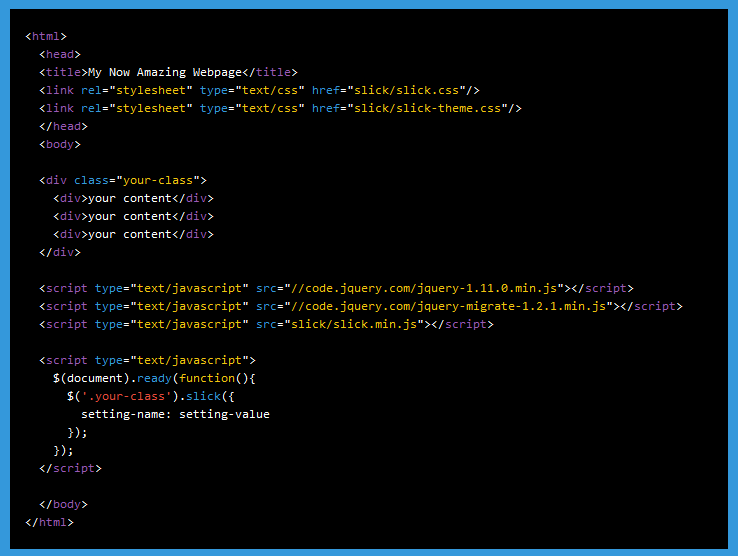 <html>
<head>
<title>My Now Amazing Webpage</title>
<link rel="stylesheet" type="text/css" href="slick/slick.css"/>
<link rel="stylesheet" type="text/css" href="slick/slick-theme.css"/>
</head>
<body>
<div class="your-class">
<div>your content</div>
<div>your content</div>
<div>your content</div>
</div>
<script type="text/javascript" src="//code.jquery.com/jquery-1.11.0.min.js"></script>
<script type="text/javascript" src="//code.jquery.com/jquery-migrate-1.2.1.min.js"></script>
<script type="text/javascript" src="slick/slick.min.js"></script>
<script type="text/javascript">
$(document).ready(function(){
$('.your-class').slick({
setting-name: setting-value
});
});
</script>
</body>
</html>